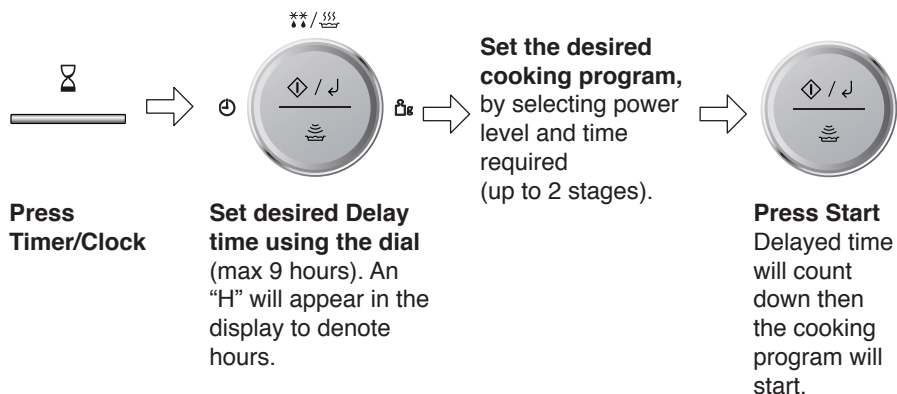 Press
Timer/Clock
Set desired Delay
time using the dial
(max 9 hours). An
“H” will appear in the
display to denote
hours.
Set the desired
cooking program,
by selecting power
level and time
required
(up to 2 stages).
Press Start
Delayed time
will count
down then
the cooking
program will
start.